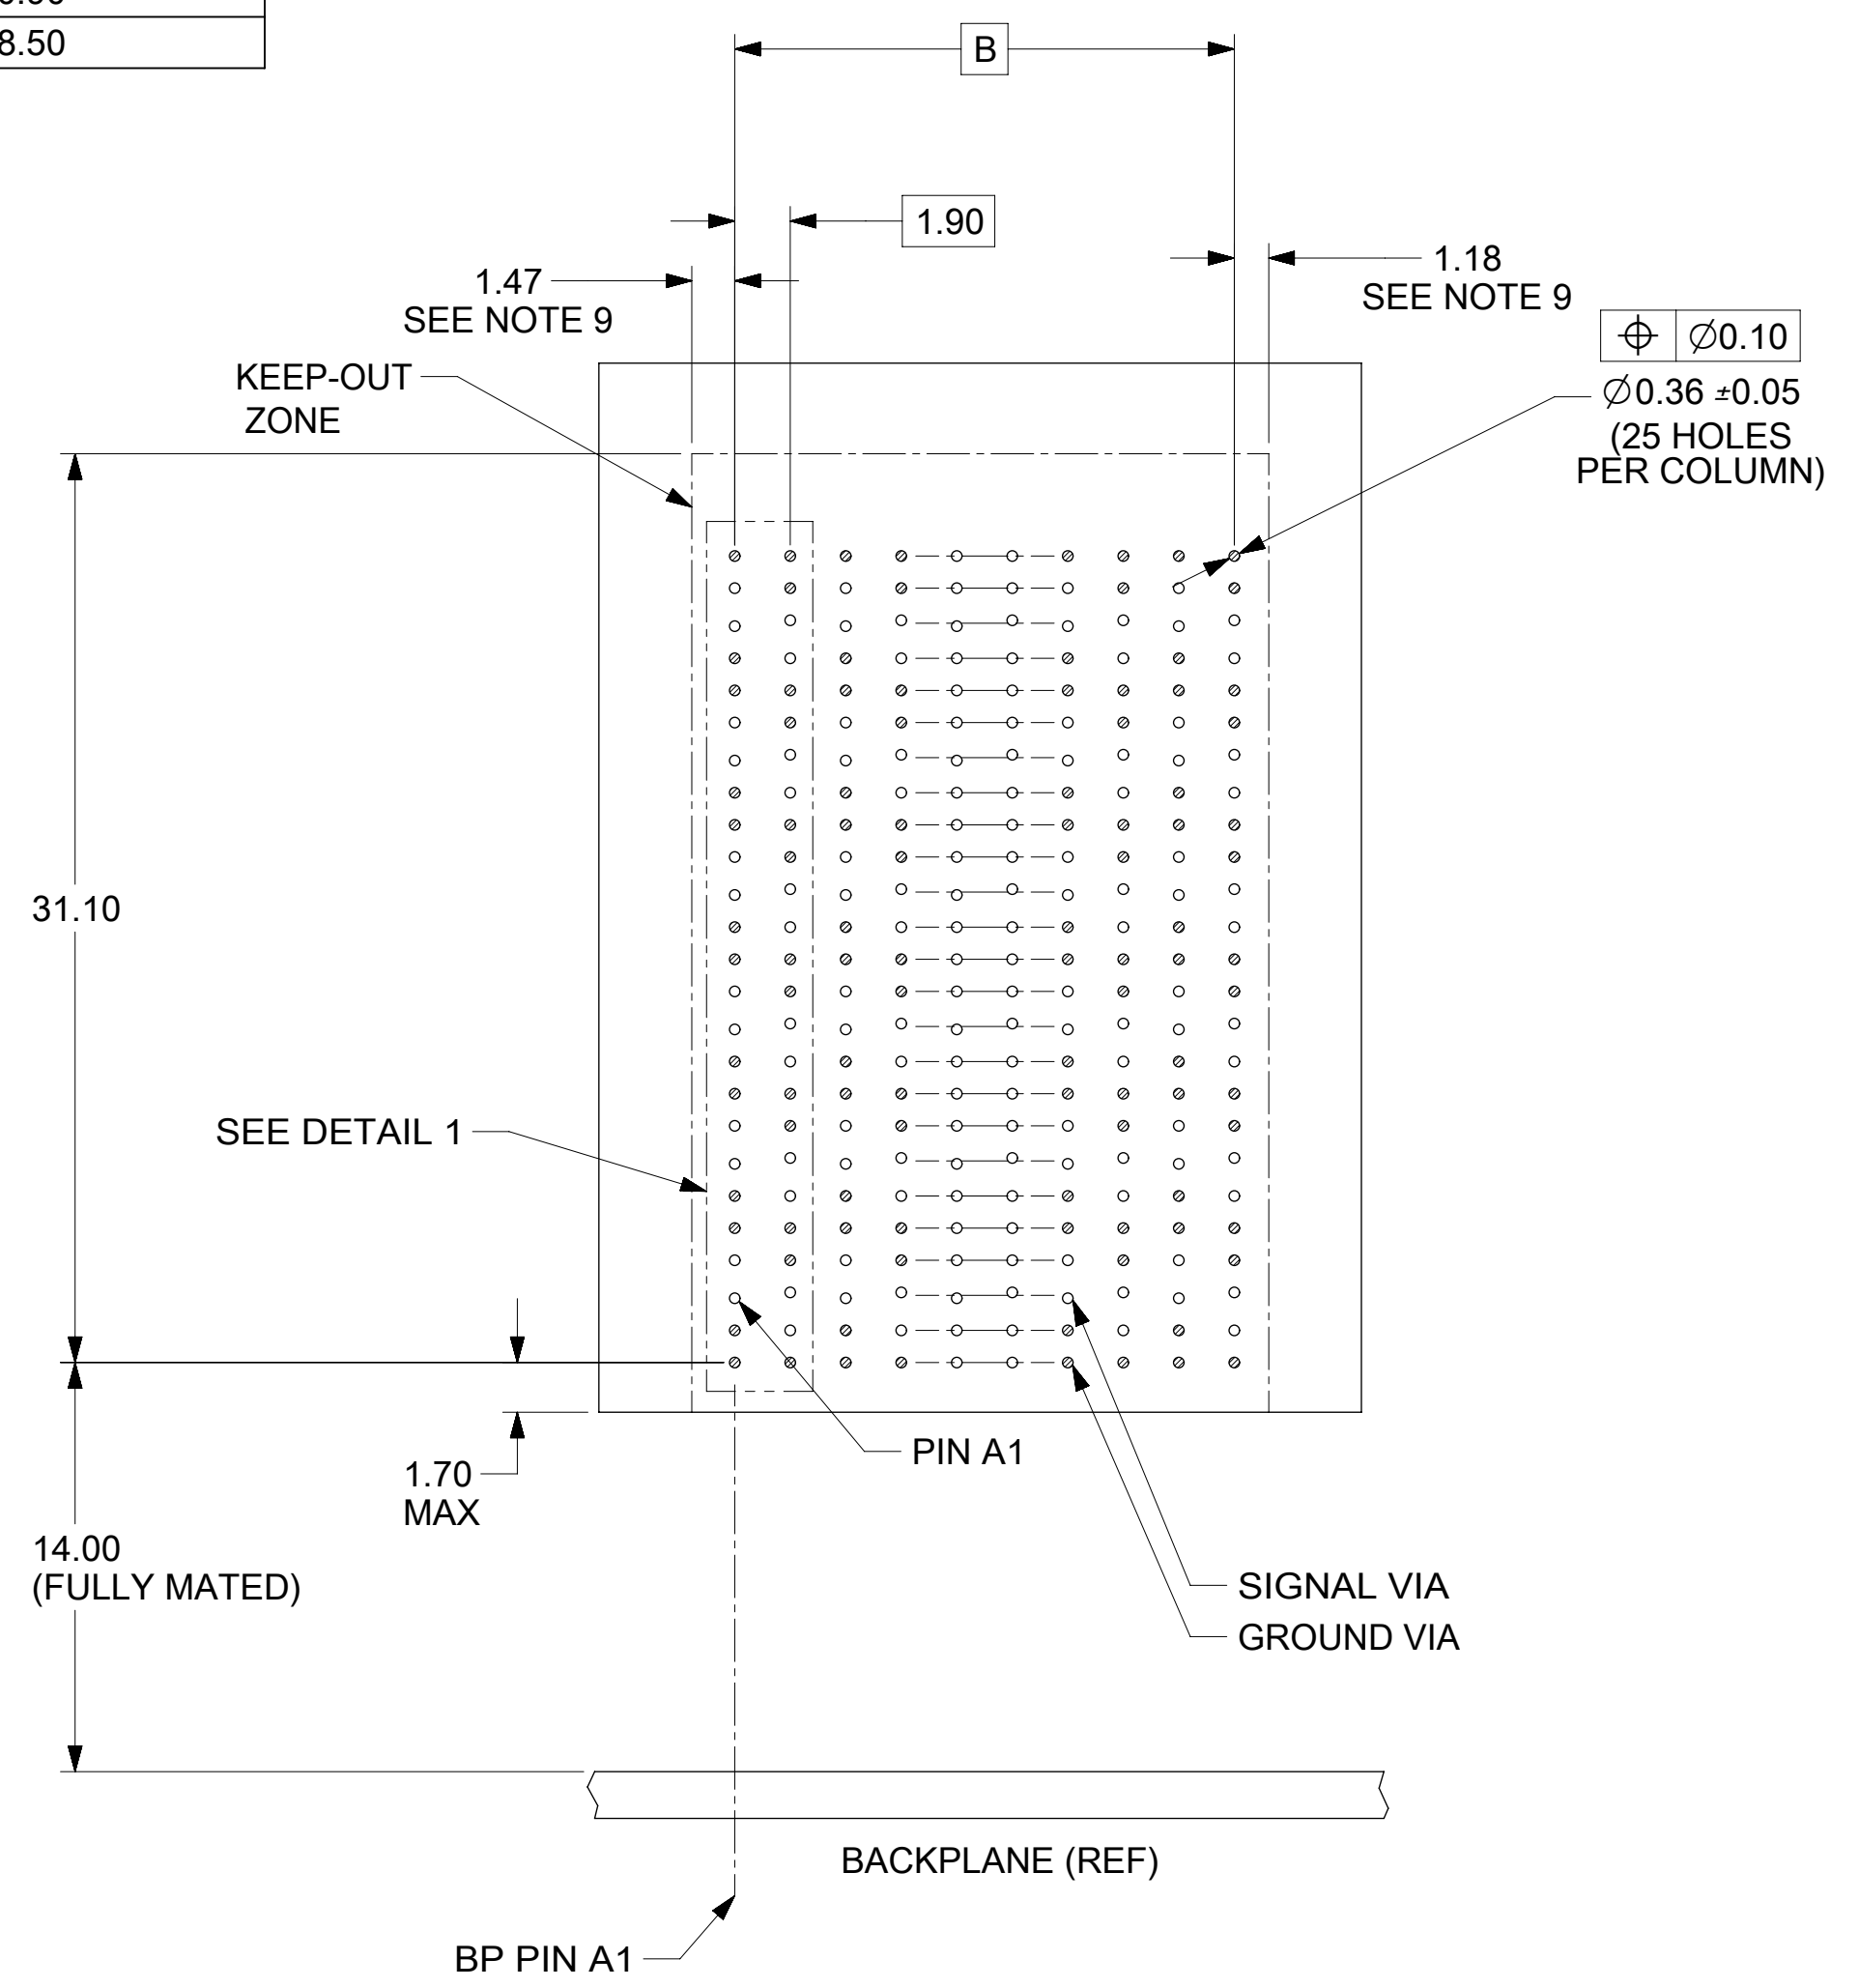 8.50
B
1.90
1.47
SEE NOTE 9
1.18
SEE NOTE 9
⌖ ∅0.10
∅0.36 ±0.05
(25 HOLES
PER COLUMN)
KEEP-OUT
ZONE
31.10
SEE DETAIL 1
PIN A1
1.70
MAX
14.00
(FULLY MATED)
SIGNAL VIA
GROUND VIA
BACKPLANE (REF)
BP PIN A1